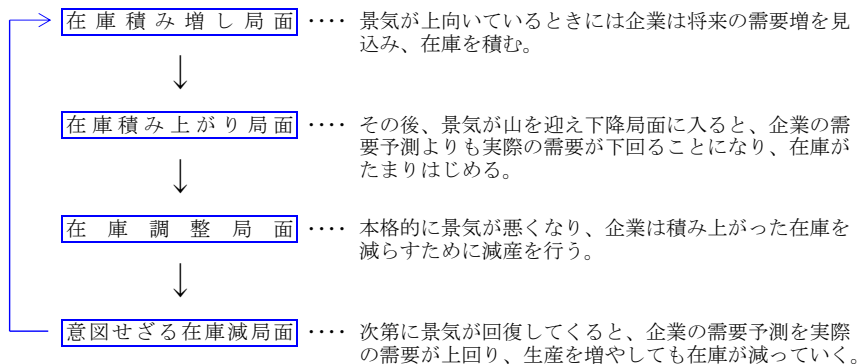 在庫積み増し局面 ････ 景気が上向いているときには企業は将来の需要増を見
込み、在庫を積む。
在庫積み上がり局面 ････ その後、景気が山を迎え下降局面に入ると、企業の需
要予測よりも実際の需要が下回ることになり、在庫が
たまりはじめる。
在庫調整局面 ････ 本格的に景気が悪くなり、企業は積み上がった在庫を
減らすために減産を行う。
意図せざる在庫減局面 ････ 次第に景気が回復してくると、企業の需要予測を実際
の需要が上回り、生産を増やしても在庫が減っていく。